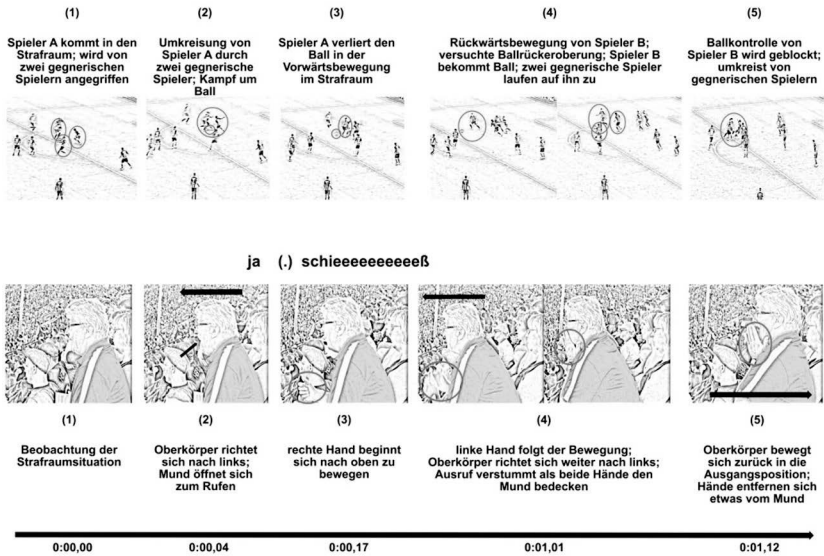 (1)
Spieler A kommt in den
Strafraum; wird von
zwei gegnerischen
Spielern angegriffen
(2)
Umkreisung von
Spieler A durch
zwei gegnerische
Spieler; Kampf um
Ball
(3)
Spieler A verliert den
Ball in der
Vorwärtsbewegung
im Strafraum
(4)
Rückwärtsbewegung von Spieler B;
versuchte Ballrückeroberung; Spieler B
bekommt Ball; zwei gegnerische Spieler
laufen auf ihn zu
(5)
Ballkontrolle von
Spieler B wird geblockt;
umkreist von
gegnerischen Spielern
ja (.) schieeeeeeeeeeß
(1)
Beobachtung der
Strafraumsituation
(2)
Oberkörper richtet
sich nach links;
Mund öffnet sich
zum Rufen
(3)
rechte Hand beginnt
sich nach oben zu
bewegen
(4)
linke Hand folgt der Bewegung;
Oberkörper richtet sich weiter nach links;
Ausruf verstummt als beide Hände den
Mund bedecken
(5)
Oberkörper bewegt
sich zurück in die
Ausgangsposition;
Hände entfernen sich
etwas vom Mund
0:00,00 0:00,04 0:00,17 0:01,01 0:01,12